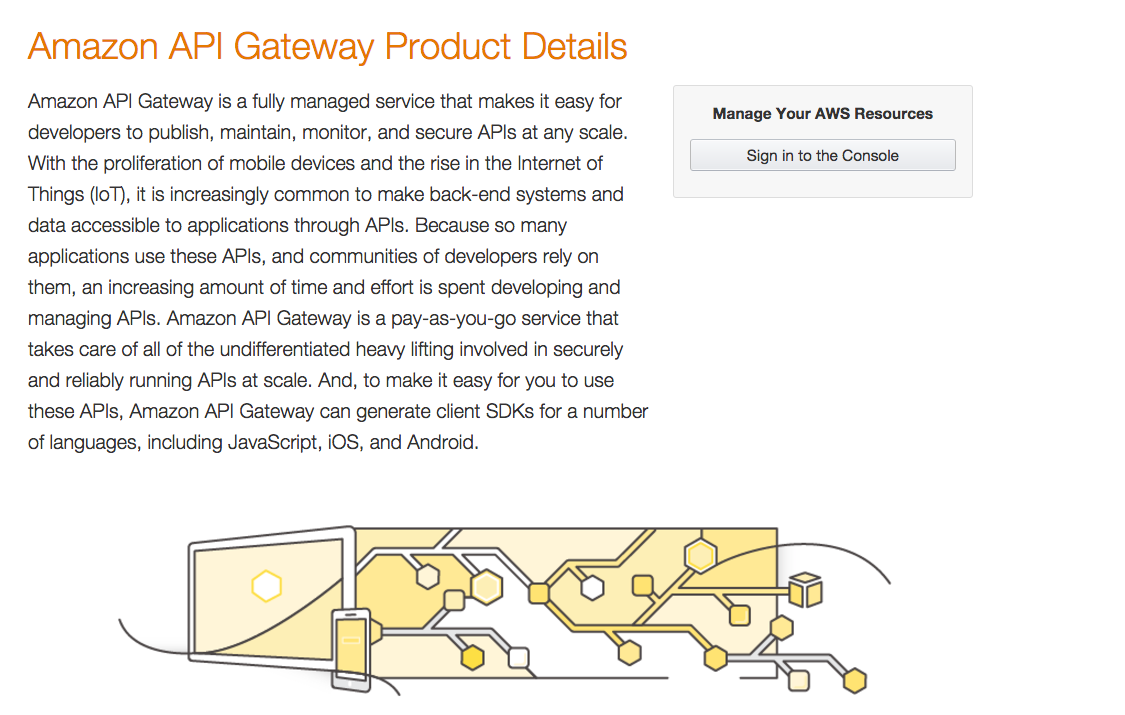 Amazon API Gateway Product Details
Amazon API Gateway is a fully managed service that makes it easy for
developers to publish, maintain, monitor, and secure APIs at any scale.
With the proliferation of mobile devices and the rise in the Internet of
Things (IoT), it is increasingly common to make back-end systems and
data accessible to applications through APIs. Because so many
applications use these APIs, and communities of developers rely on
them, an increasing amount of time and effort is spent developing and
managing APIs. Amazon API Gateway is a pay-as-you-go service that
takes care of all of the undifferentiated heavy lifting involved in securely
and reliably running APIs at scale. And, to make it easy for you to use
these APIs, Amazon API Gateway can generate client SDKs for a number
of languages, including JavaScript, iOS, and Android.
Manage Your AWS Resources
Sign in to the Console